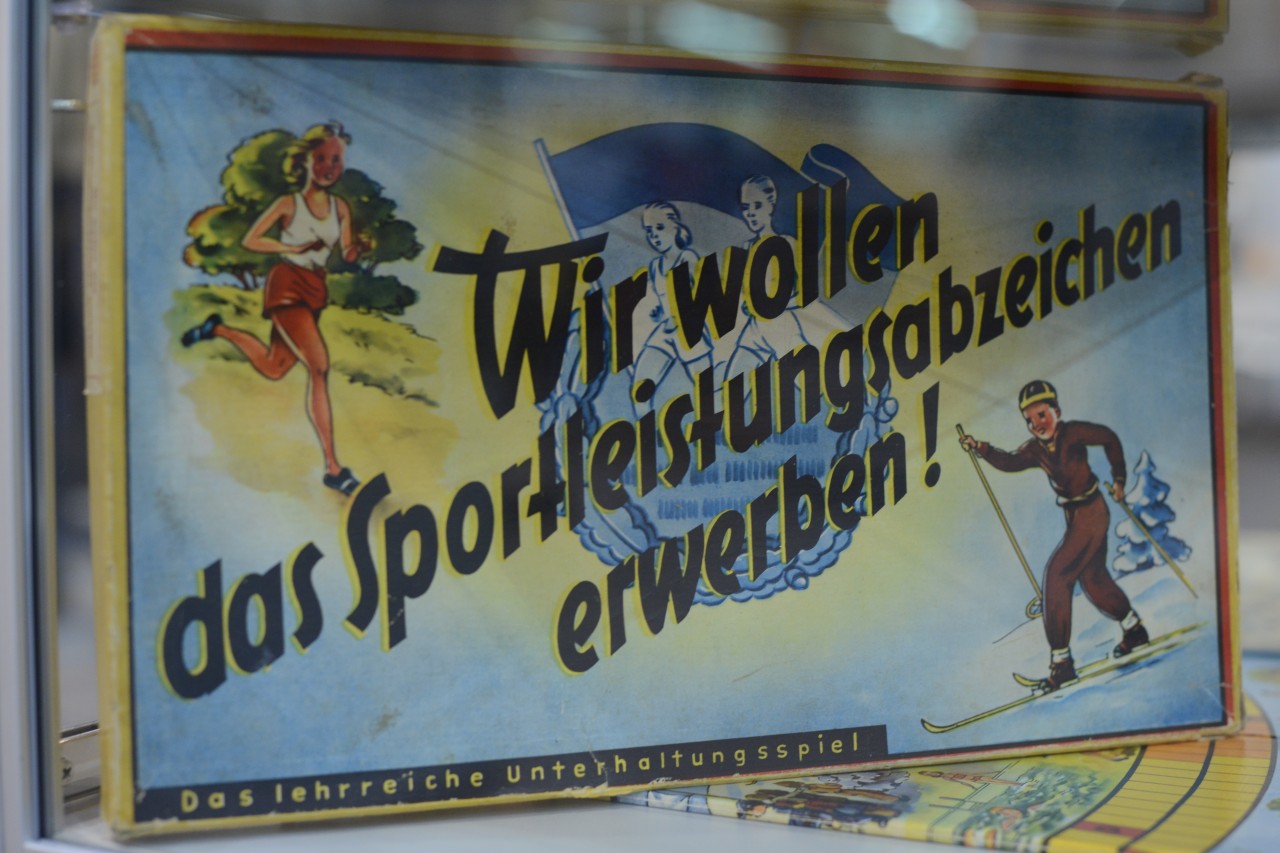 Wir wollen
das Sportleistungsabzeichen
erwerben!
Das lehrreiche Unterhaltungsspiel